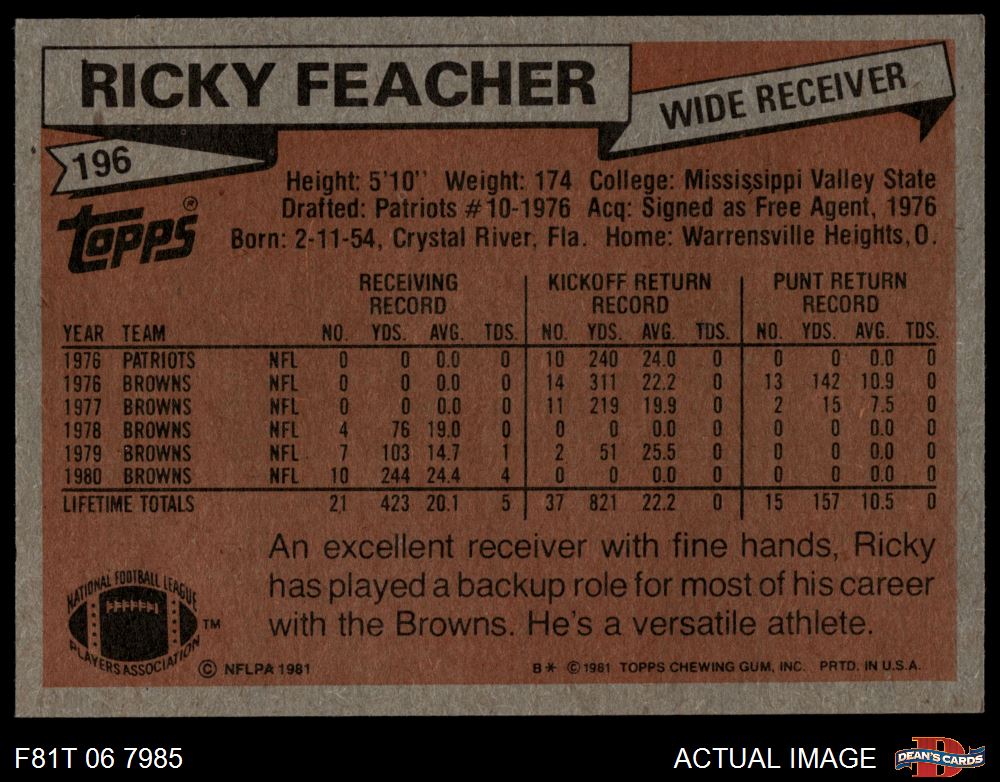 RICKY FEACHER
WIDE RECEIVER
196
Topps®
Height: 5'10" Weight: 174 College: Mississippi Valley State
Drafted: Patriots #10-1976 Acq: Signed as Free Agent, 1976
Born: 2-11-54, Crystal River, Fla. Home: Warrensville Heights, O.
RECEIVING RECORD KICKOFF RETURN RECORD PUNT RETURN RECORD
YEAR TEAM NO. YDS. AVG. TDS. NO. YDS. AVG. TDS. NO. YDS. AVG. TDS.
1976 PATRIOTS NFL 0 0 0.0 0 10 240 24.0 0 0 0 0.0 0
1976 BROWNS NFL 0 0 0.0 0 14 311 22.2 0 13 142 10.9 0
1977 BROWNS NFL 0 0 0.0 0 11 219 19.9 0 2 15 7.5 0
1978 BROWNS NFL 4 76 19.0 0 0 0 0.0 0 0 0 0.0 0
1979 BROWNS NFL 7 103 14.7 1 2 51 25.5 0 0 0 0.0 0
1980 BROWNS NFL 10 244 24.4 4 0 0 0.0 0 0 0 0.0 0
LIFETIME TOTALS 21 423 20.1 5 37 821 22.2 0 15 157 10.5 0
An excellent receiver with fine hands, Ricky
has played a backup role for most of his career
with the Browns. He's a versatile athlete.
NATIONAL FOOTBALL LEAGUE
PLAYERS ASSOCIATION TM
© NFLPA 1981
B* © 1981 TOPPS CHEWING GUM, INC. PRTD. IN U.S.A.
F81T 06 7985
ACTUAL IMAGE
D
DEAN'S CARDS